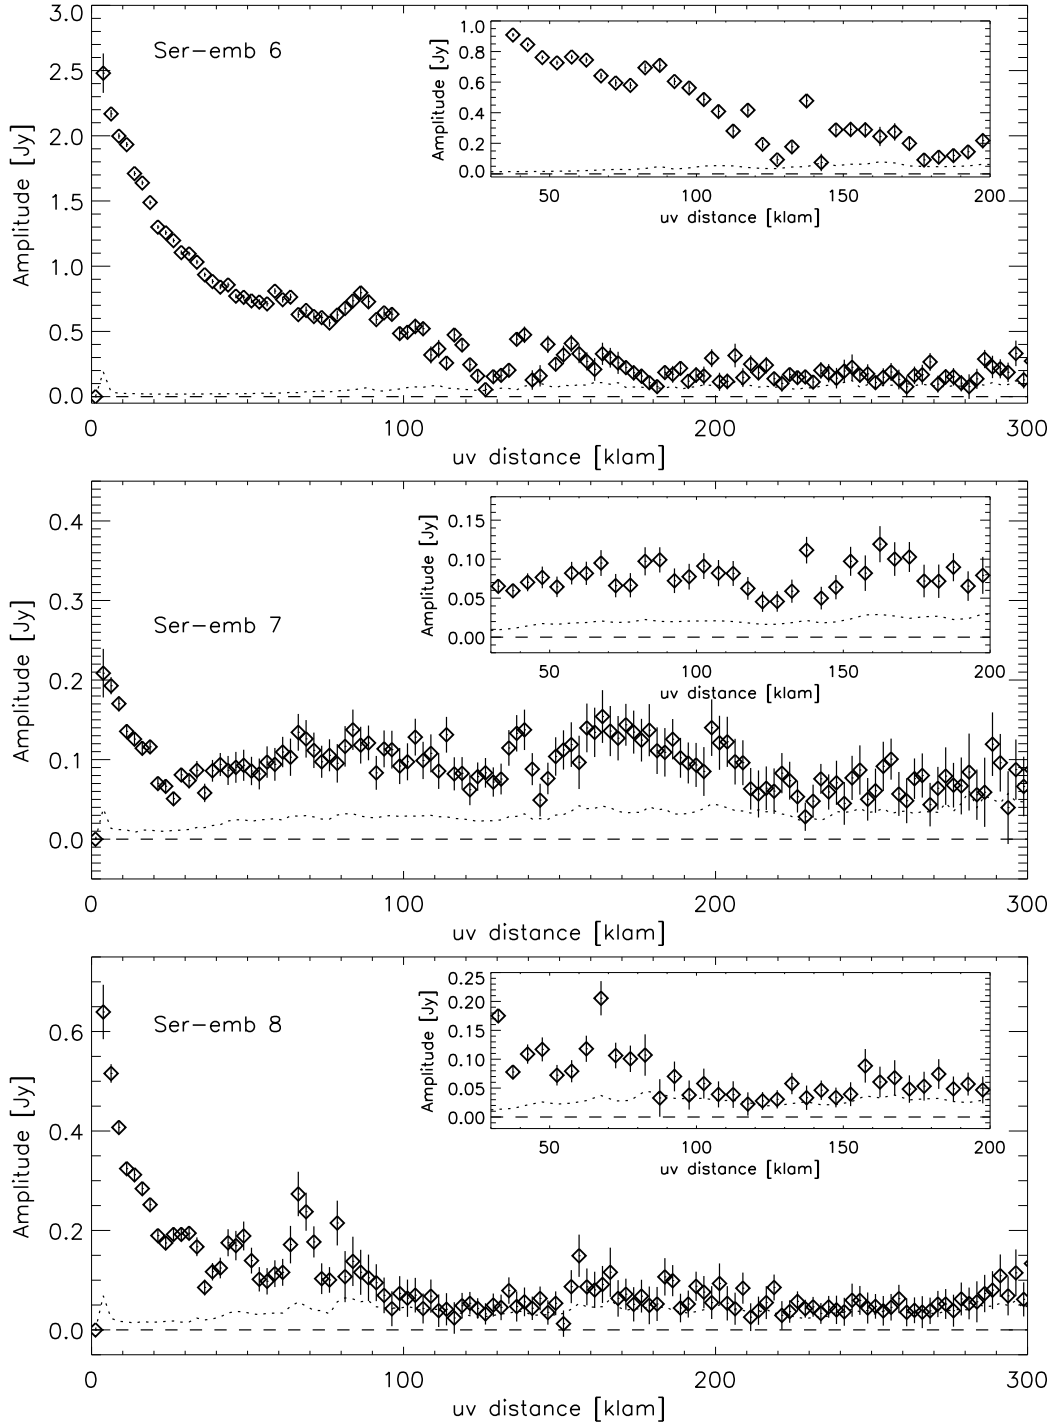 Ser-emb 6
Amplitude [Jy]
3.0
2.5
2.0
1.5
1.0
0.5
0.0
0 100 200 300
uv distance [klam]
Amplitude [Jy]
1.0
0.8
0.6
0.4
0.2
0.0
50 100 150 200
uv distance [klam]
Ser-emb 7
Amplitude [Jy]
0.4
0.3
0.2
0.1
0.0
0 100 200 300
uv distance [klam]
Amplitude [Jy]
0.15
0.10
0.05
0.00
50 100 150 200
uv distance [klam]
Ser-emb 8
Amplitude [Jy]
0.6
0.4
0.2
0.0
0 100 200 300
uv distance [klam]
Amplitude [Jy]
0.25
0.20
0.15
0.10
0.05
0.00
50 100 150 200
uv distance [klam]